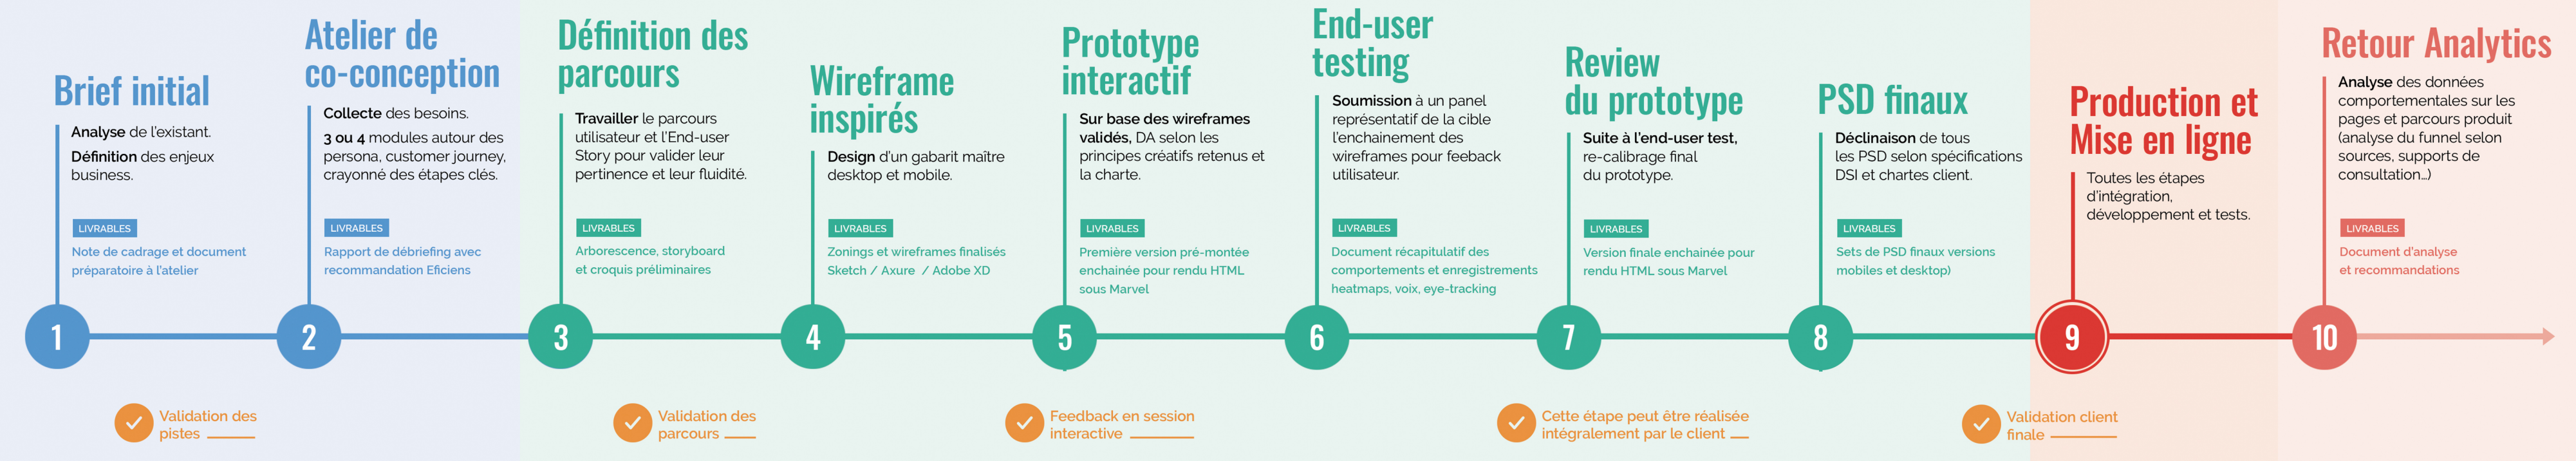 Brief initial
Analyse de l'existant.
Définition des enjeux
business.
LIVRABLES
Note de cadrage et document
préparatoire à l'atelier
1
Atelier de
co-conception
Collecte des besoins.
3 ou 4 modules autour des
persona, customer journey,
crayonné des étapes clés.
LIVRABLES
Rapport de débriefing avec
recommandation Eficiens
2
Définition des
parcours
Travailler le parcours
utilisateur et l'End-user
Story pour valider leur
pertinence et leur fluidité.
LIVRABLES
Arborescence, storyboard
et croquis préliminaires
3
Wireframe
inspirés
Design d'un gabarit maître
desktop et mobile.
LIVRABLES
Zonings et wireframes finalisés
Sketch / Axure / Adobe XD
4
Prototype
interactif
Sur base des wireframes
validés, DA selon les
principes créatifs retenus et
la charte.
LIVRABLES
Première version pré-montée
enchainée pour rendu HTML
sous Marvel
5
End-user
testing
Soumission à un panel
représentatif de la cible
l'enchainement des
wireframes pour feeback
utilisateur.
LIVRABLES
Document récapitulatif des
comportements et enregistrements
heatmaps, voix, eye-tracking
6
Review
du prototype
Suite à l'end-user test,
re-calibrage final
du prototype.
LIVRABLES
Version finale enchainée pour
rendu HTML sous Marvel
7
PSD finaux
Déclinaison de tous
les PSD selon spécifications
DSI et chartes client.
LIVRABLES
Sets de PSD finaux versions
mobiles et desktop)
8
Production et
Mise en ligne
Toutes les étapes
d'intégration,
développement et tests.
9
Retour Analytics
Analyse des données
comportementales sur les
pages et parcours produit
(analyse du funnel selon
sources, supports de
consultation…)
LIVRABLES
Document d'analyse
et recommandations
10
Validation des
pistes
Validation des
parcours
Feedback en session
interactive
Cette étape peut être réalisée
intégralement par le client
Validation client
finale